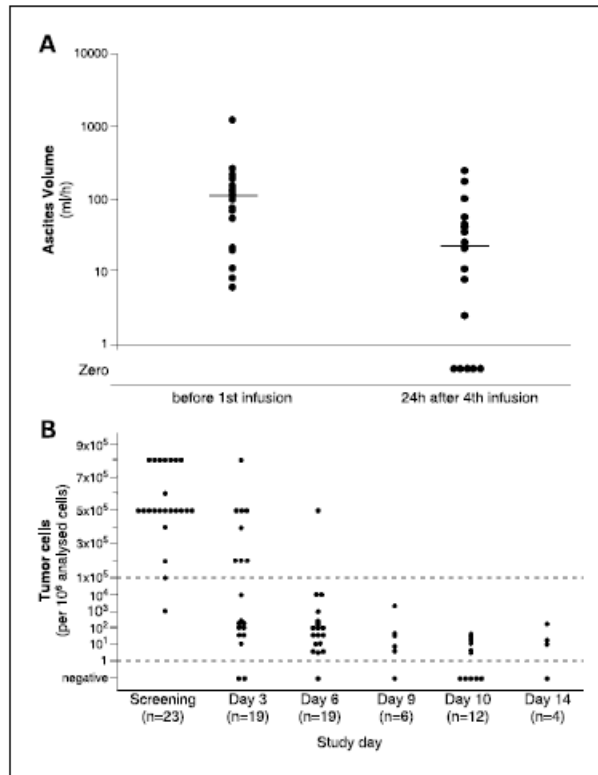 A
10000
1000
100
10
1
Zero
Ascites Volume
(ml/h)
before 1st infusion 24h after 4th infusion
B
9x10⁵
7x10⁵
5x10⁵
3x10⁵
1x10⁵
10⁴
10³
10²
10¹
1
negative
Tumor cells
(per 10⁶ analysed cells)
Screening Day 3 Day 6 Day 9 Day 10 Day 14
(n=23) (n=19) (n=19) (n=6) (n=12) (n=4)
Study day